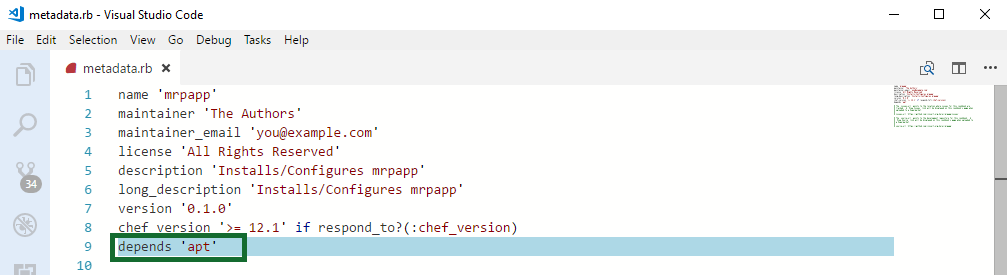 metadata.rb - Visual Studio Code
File Edit Selection View Go Debug Tasks Help
metadata.rb
1 name 'mrpapp'
2 maintainer 'The Authors'
3 maintainer_email 'you@example.com'
4 license 'All Rights Reserved'
5 description 'Installs/Configures mrpapp'
6 long_description 'Installs/Configures mrpapp'
7 version '0.1.0'
8 chef_version '>= 12.1' if respond_to?(:chef_version)
9 depends 'apt'
10
34